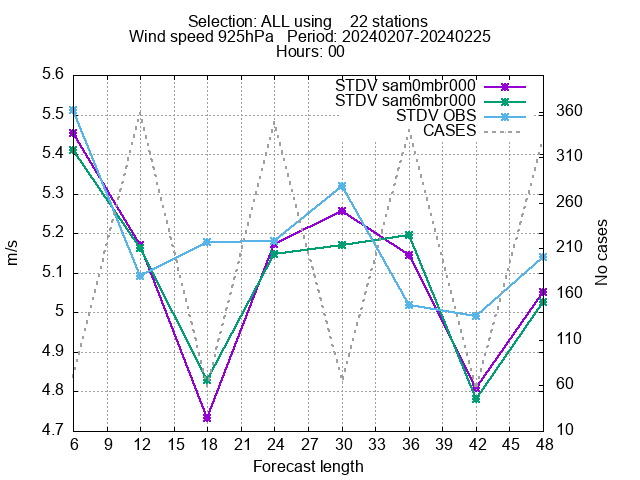 Selection: ALL using    22 stations
Wind speed 925hPa   Period: 20240207-20240225
Hours: 00
STDV sam0mbr000
STDV sam6mbr000
STDV OBS
CASES
5.6
5.5
5.4
5.3
5.2
5.1
5
4.9
4.8
4.7
m/s
360
310
260
210
160
110
60
10
No cases
6 9 12 15 18 21 24 27 30 33 36 39 42 45 48
Forecast length